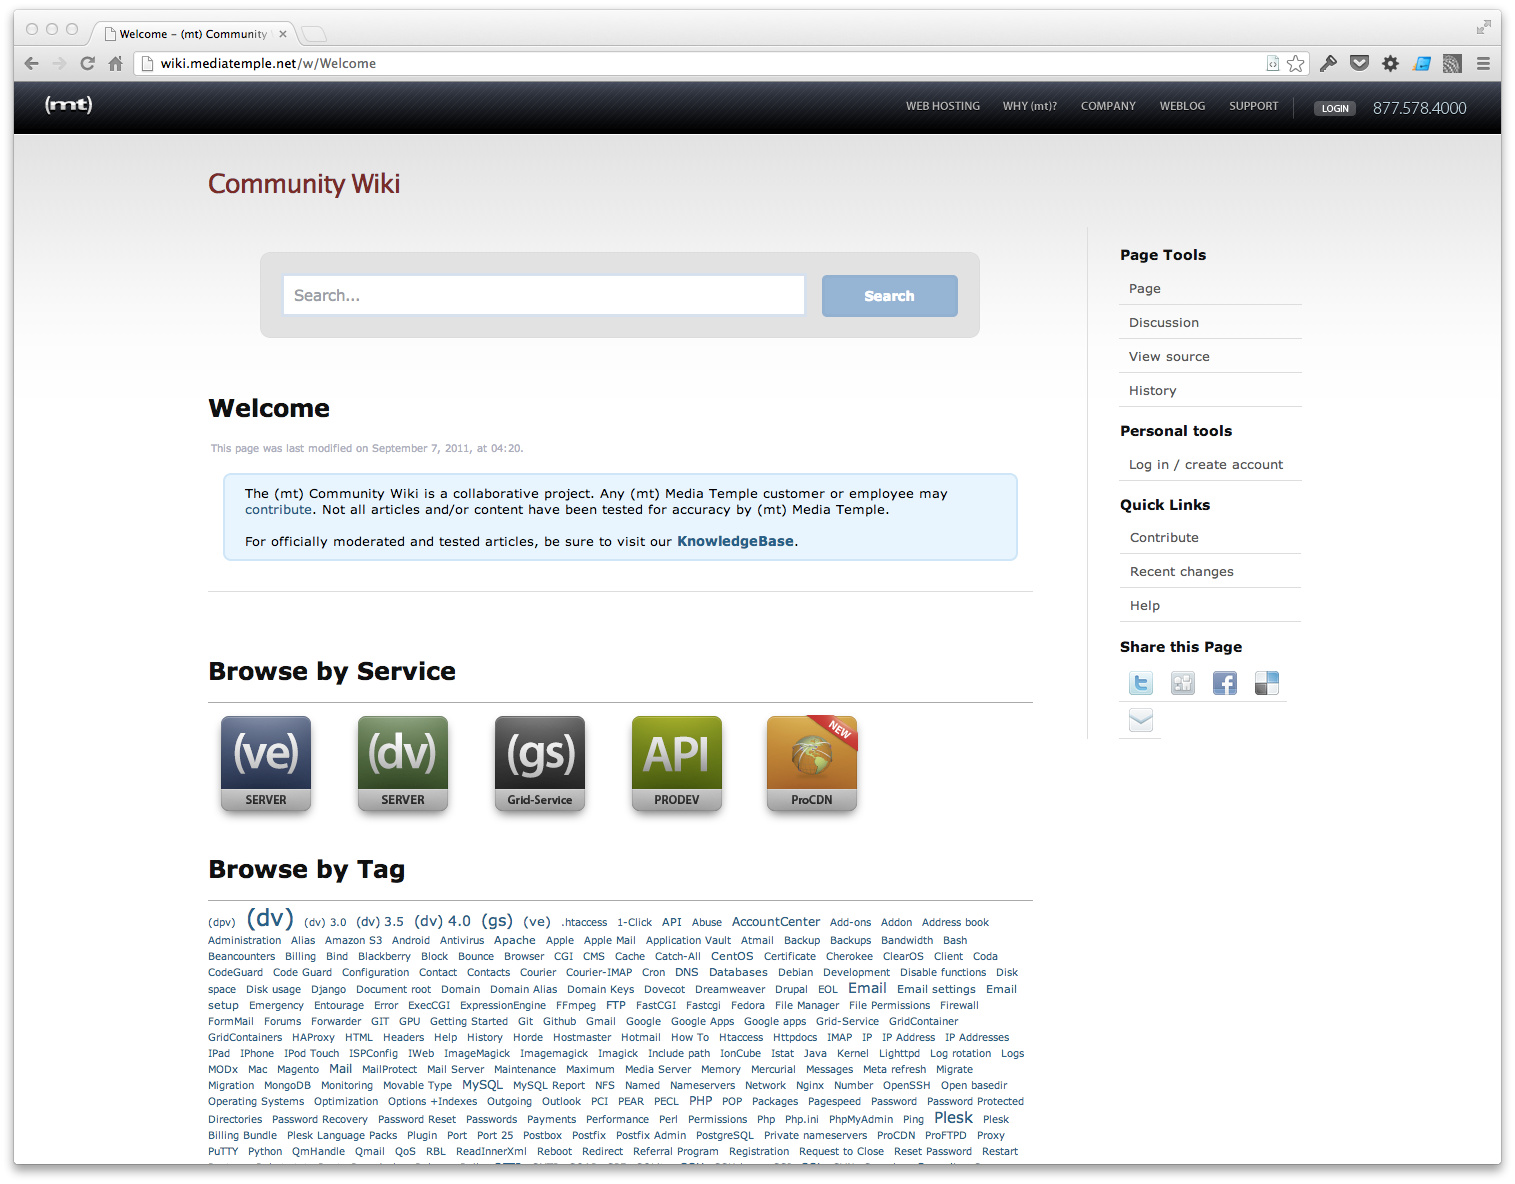 Welcome – (mt) Community
wiki.mediatemple.net/w/Welcome
(mt)
WEB HOSTING WHY (mt)? COMPANY WEBLOG SUPPORT LOGIN 877.578.4000
Community Wiki
Search...
Search
Welcome
This page was last modified on September 7, 2011, at 04:20.
The (mt) Community Wiki is a collaborative project. Any (mt) Media Temple customer or employee may
contribute. Not all articles and/or content have been tested for accuracy by (mt) Media Temple.
For officially moderated and tested articles, be sure to visit our KnowledgeBase.
Page Tools
Page
Discussion
View source
History
Personal tools
Log in / create account
Quick Links
Contribute
Recent changes
Help
Share this Page
Browse by Service
(ve) (dv) (gs) API NEW
SERVER SERVER Grid-Service PRODEV ProCDN
Browse by Tag
(dpv) (dv) (dv) 3.0 (dv) 3.5 (dv) 4.0 (gs) (ve) .htaccess 1-Click API Abuse AccountCenter Add-ons Addon Address book
Administration Alias Amazon S3 Android Antivirus Apache Apple Apple Mail Application Vault Atmail Backup Backups Bandwidth Bash
Beancounters Billing Bind Blackberry Block Bounce Browser CGI CMS Cache Catch-All CentOS Certificate Cherokee ClearOS Client Coda
CodeGuard Code Guard Configuration Contact Contacts Courier Courier-IMAP Cron DNS Databases Debian Development Disable functions Disk
space Disk usage Django Document root Domain Domain Alias Domain Keys Dovecot Dreamweaver Drupal EOL Email Email settings Email
setup Emergency Entourage Error ExecCGI ExpressionEngine FFmpeg FTP FastCGI Fastcgi Fedora File Manager File Permissions Firewall
FormMail Forums Forwarder GIT GPU Getting Started Git Github Gmail Google Google Apps Google apps Grid-Service GridContainer
GridContainers HAProxy HTML Headers Help History Horde Hostmaster Hotmail How To Htaccess Httpdocs IMAP IP IP Address IP Addresses
IPad IPhone IPod Touch ISPConfig IWeb ImageMagick Imagemagick Imagick Include path IonCube Istat Java Kernel Lighttpd Log rotation Logs
MODx Mac Magento Mail MailProtect Mail Server Maintenance Maximum Media Server Memory Mercurial Messages Meta refresh Migrate
Migration MongoDB Monitoring Movable Type MySQL MySQL Report NFS Named Nameservers Network Nginx Number OpenSSH Open basedir
Operating Systems Optimization Options +Indexes Outgoing Outlook PCI PEAR PECL PHP POP Packages Pagespeed Password Password Protected
Directories Password Recovery Password Reset Passwords Payments Performance Perl Permissions Php Php.ini PhpMyAdmin Ping Plesk Plesk
Billing Bundle Plesk Language Packs Plugin Port Port 25 Postbox Postfix Postfix Admin PostgreSQL Private nameservers ProCDN ProFTPD Proxy
PuTTY Python QmHandle Qmail QoS RBL ReadInnerXml Reboot Redirect Referral Program Registration Request to Close Reset Password Restart